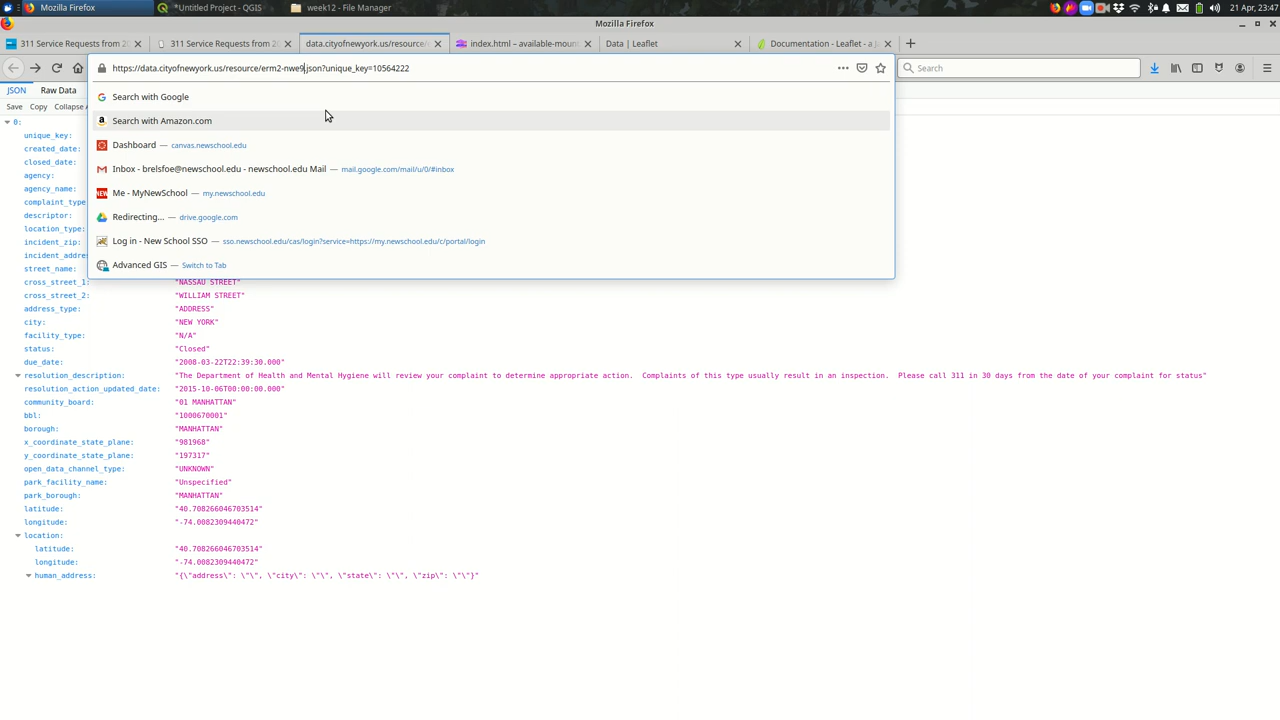 Mozilla Firefox
*Untitled Project - QGIS
week12 - File Manager
21 Apr, 23:47
Mozilla Firefox
311 Service Requests from 20
311 Service Requests from 20
data.cityofnewyork.us/resource/e
index.html – available-moun
Data | Leaflet
Documentation - Leaflet - a J
https://data.cityofnewyork.us/resource/erm2-nwe9.json?unique_key=10564222
Search
JSON
Raw Data
Save
Copy
Collapse A
Search with Google
Search with Amazon.com
Dashboard — canvas.newschool.edu
Inbox - brelsfoe@newschool.edu - newschool.edu Mail — mail.google.com/mail/u/0/#inbox
Me - MyNewSchool — my.newschool.edu
Redirecting... — drive.google.com
Log in - New School SSO — sso.newschool.edu/cas/login?service=https://my.newschool.edu/c/portal/login
Advanced GIS — Switch to Tab
0:
unique_key:
created_date:
closed_date:
agency:
agency_name:
complaint_type
descriptor:
location_type:
incident_zip:
incident_addre
street_name:
cross_street_1: "NASSAU STREET"
cross_street_2: "WILLIAM STREET"
address_type: "ADDRESS"
city: "NEW YORK"
facility_type: "N/A"
status: "Closed"
due_date: "2008-03-22T22:39:30.000"
resolution_description: "The Department of Health and Mental Hygiene will review your complaint to determine appropriate action.  Complaints of this type usually result in an inspection.  Please call 311 in 30 days from the date of your complaint for status"
resolution_action_updated_date: "2015-10-06T00:00:00.000"
community_board: "01 MANHATTAN"
bbl: "1000670001"
borough: "MANHATTAN"
x_coordinate_state_plane: "981968"
y_coordinate_state_plane: "197317"
open_data_channel_type: "UNKNOWN"
park_facility_name: "Unspecified"
park_borough: "MANHATTAN"
latitude: "40.708266046703514"
longitude: "-74.0082309440472"
location:
latitude: "40.708266046703514"
longitude: "-74.0082309440472"
human_address: "{\"address\": \"\", \"city\": \"\", \"state\": \"\", \"zip\": \"\"}"